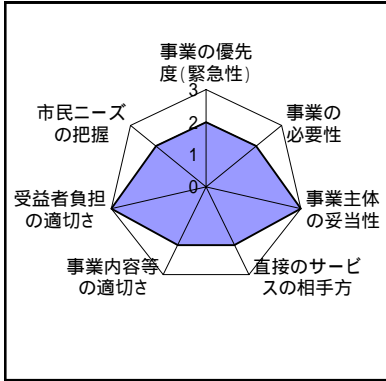 事業の優先
度(緊急性)
事業の
必要性
事業主体
の妥当性
直接のサービ
スの相手方
事業内容等
の適切さ
受益者負担
の適切さ
市民ニーズ
の把握
3
2
1
0